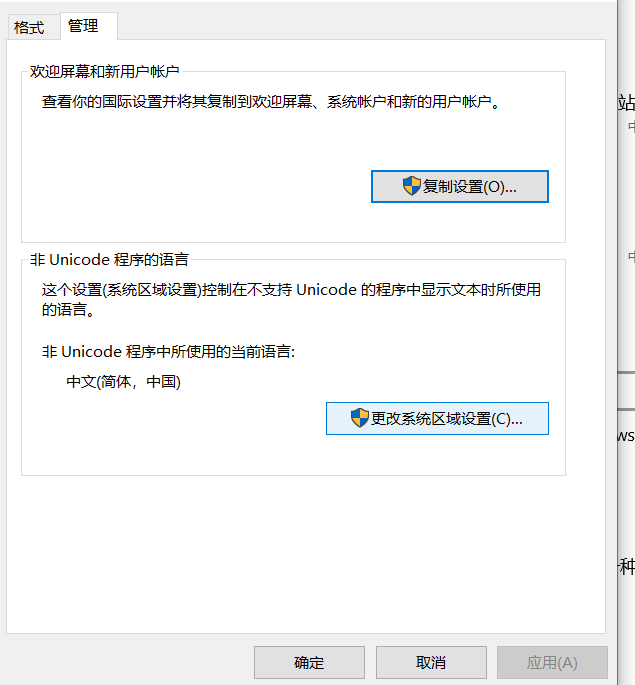 格式
管理
欢迎屏幕和新用户帐户
查看你的国际设置并将其复制到欢迎屏幕、系统帐户和新的用户帐户。
复制设置(O)...
非 Unicode 程序的语言
这个设置(系统区域设置)控制在不支持 Unicode 的程序中显示文本时所使用
的语言。
非 Unicode 程序中所使用的当前语言:
中文(简体，中国)
更改系统区域设置(C)...
确定
取消
应用(A)
站
ws
种